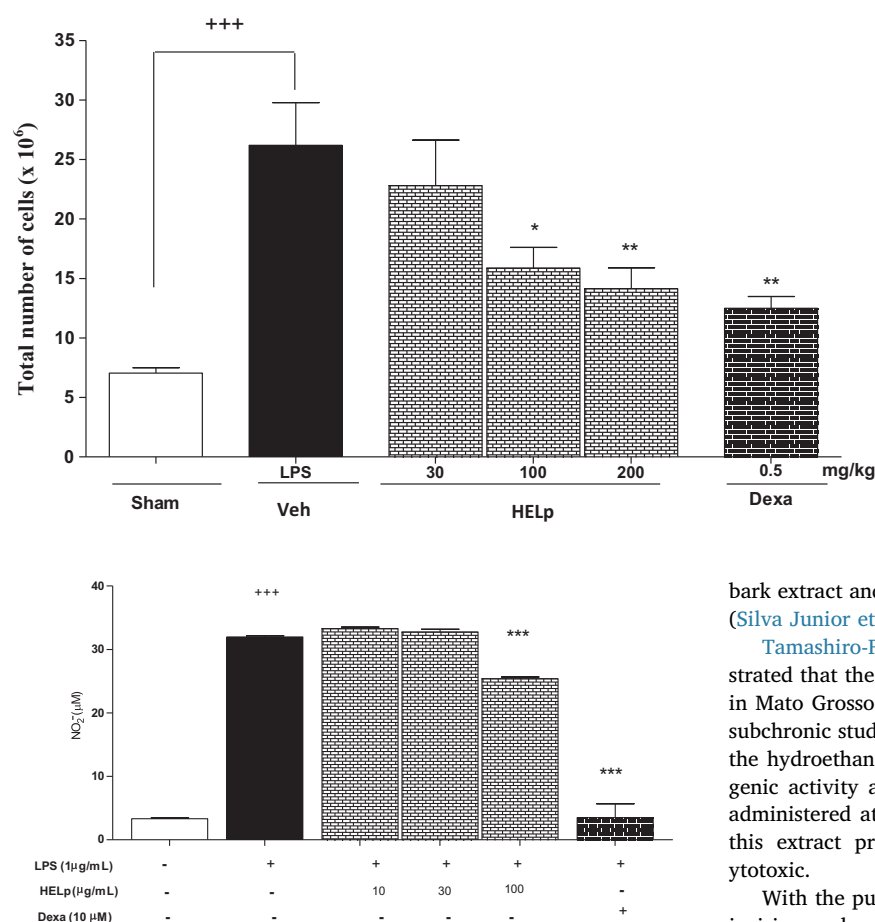 +++
35
30
25
20
15
10
5
0
Total number of cells (x 10⁶)
*
**
**
LPS 30 100 200 0.5 mg/kg
Sham Veh HELp Dexa
40
30
20
10
0
NO₂⁻(μM)
+++
***
***
LPS (1μg/mL) - + + + + +
HELp(μg/mL) - - 10 30 100 -
Dexa (10 μM) - - - - - +
bark extract and
(Silva Junior et
Tamashiro-
strated that the
in Mato Grosso
subchronic stud
the hydroethan
genic activity a
administered at
this extract pr
ytotoxic.
With the pu